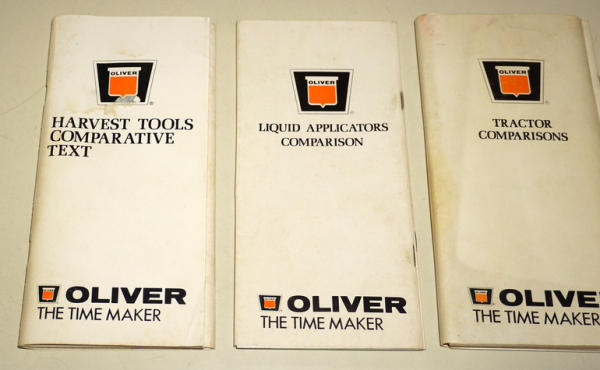 OLIVER
HARVEST TOOLS
COMPARATIVE
TEXT
OLIVER
THE TIME MAKER
OLIVER
LIQUID APPLICATORS
COMPARISON
OLIVER
THE TIME MAKER
OLIVER
TRACTOR
COMPARISONS
OLIVE
THE TIME MAKER